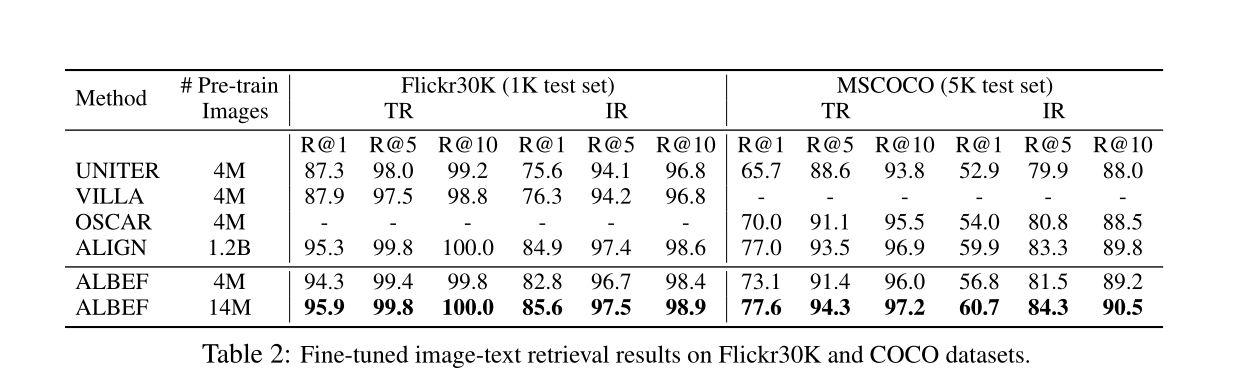 Method # Pre-train Images Flickr30K (1K test set) MSCOCO (5K test set)
TR IR TR IR
R@1 R@5 R@10 R@1 R@5 R@10 R@1 R@5 R@10 R@1 R@5 R@10
UNITER 4M 87.3 98.0 99.2 75.6 94.1 96.8 65.7 88.6 93.8 52.9 79.9 88.0
VILLA 4M 87.9 97.5 98.8 76.3 94.2 96.8 - - - - - -
OSCAR 4M - - - - - - 70.0 91.1 95.5 54.0 80.8 88.5
ALIGN 1.2B 95.3 99.8 100.0 84.9 97.4 98.6 77.0 93.5 96.9 59.9 83.3 89.8
ALBEF 4M 94.3 99.4 99.8 82.8 96.7 98.4 73.1 91.4 96.0 56.8 81.5 89.2
ALBEF 14M 95.9 99.8 100.0 85.6 97.5 98.9 77.6 94.3 97.2 60.7 84.3 90.5
Table 2: Fine-tuned image-text retrieval results on Flickr30K and COCO datasets.